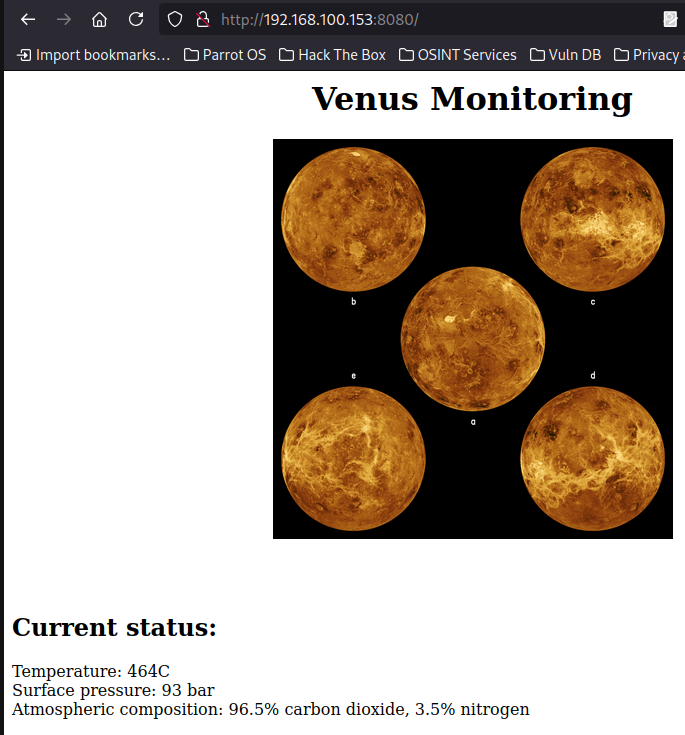 http://192.168.100.153:8080/
Import bookmarks... Parrot OS Hack The Box OSINT Services Vuln DB Privacy a
Venus Monitoring
b c
a
e d
Current status:
Temperature: 464C
Surface pressure: 93 bar
Atmospheric composition: 96.5% carbon dioxide, 3.5% nitrogen